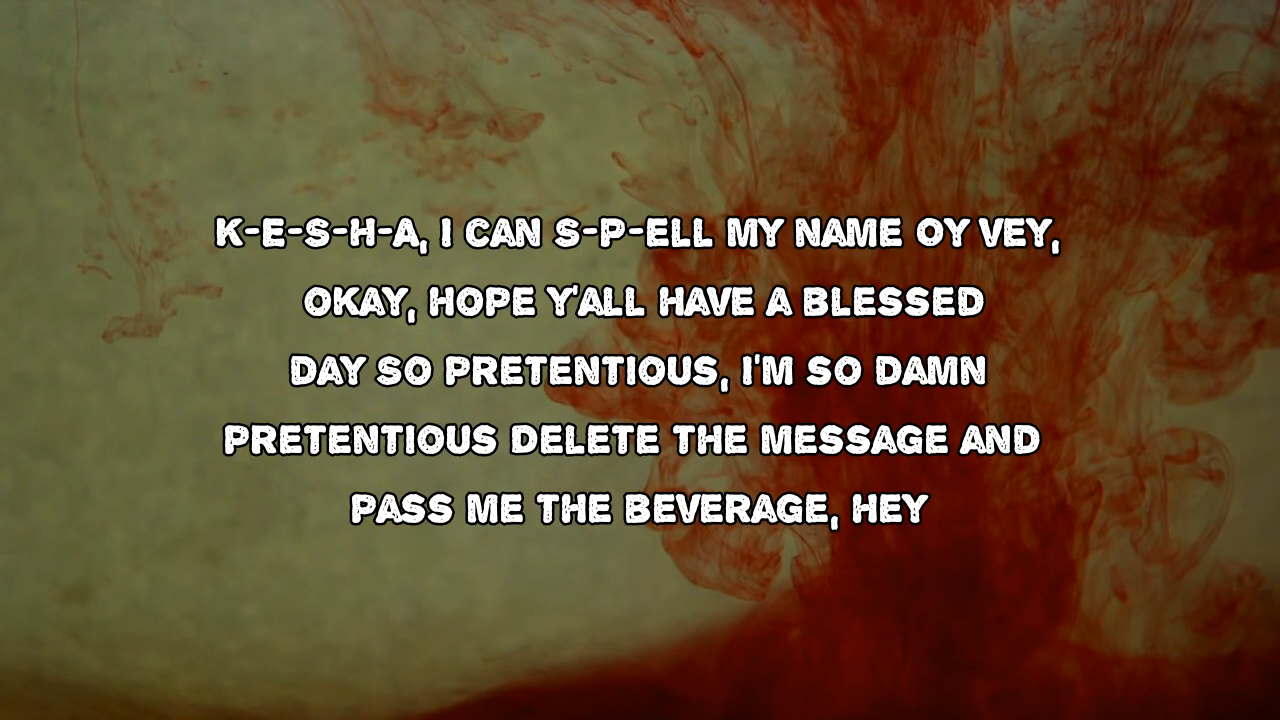 K-E-S-H-A, I CAN S-P-ELL MY NAME OY VEY,
OKAY, HOPE Y'ALL HAVE A BLESSED
DAY SO PRETENTIOUS, I'M SO DAMN
PRETENTIOUS DELETE THE MESSAGE AND
PASS ME THE BEVERAGE, HEY